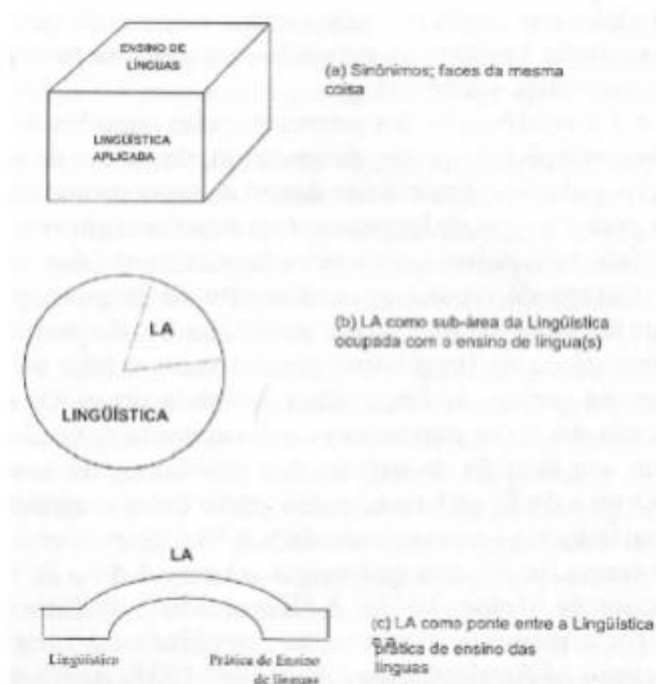 ENSINO DE
LÍNGUAS
LINGÜÍSTICA
APLICADA
(a) Sinônimos; faces da mesma
coisa
LA
LINGÜÍSTICA
(b) LA como sub-área da Lingüística
ocupada com o ensino de língua(s)
LA
Lingüística
Prática de Ensino
de línguas
(c) LA como ponte entre a Lingüística
e a
prática de ensino das
línguas